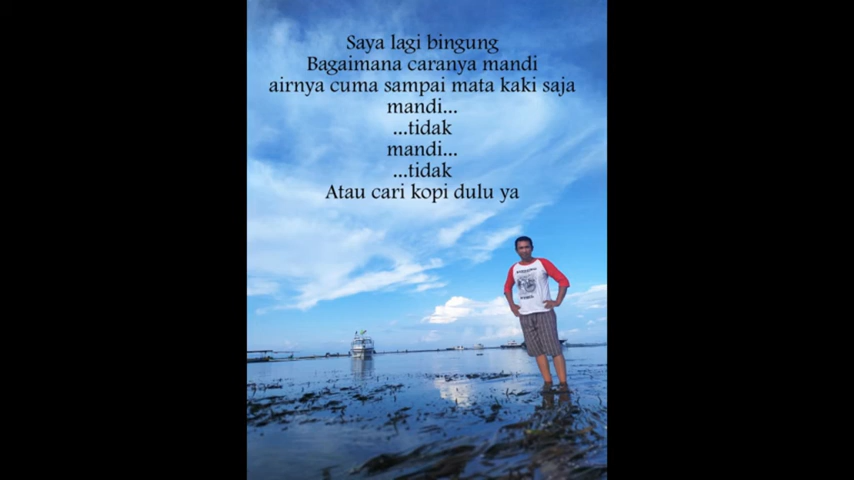 Saya lagi bingung
Bagaimana caranya mandi
airnya cuma sampai mata kaki saja
mandi...
...tidak
mandi...
...tidak
Atau cari kopi dulu ya